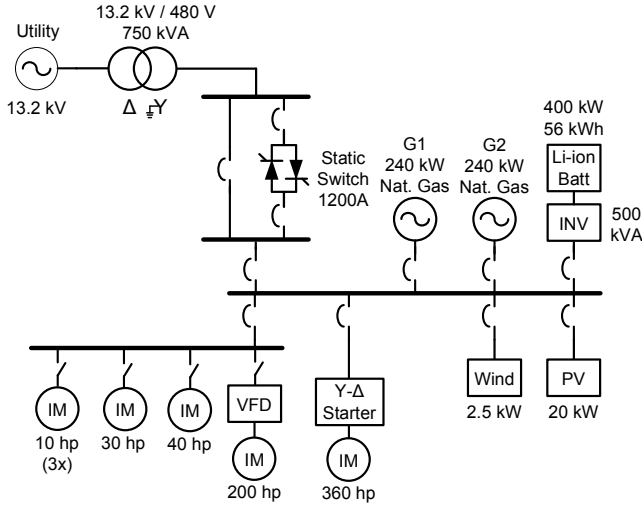 13.2 kV / 480 V
750 kVA
Utility
13.2 kV
Δ Y
Static
Switch
1200A
G1
240 kW
Nat. Gas
G2
240 kW
Nat. Gas
400 kW
56 kWh
Li-ion
Batt
INV
500
kVA
IM
10 hp
(3x)
IM
30 hp
IM
40 hp
VFD
IM
200 hp
Y-Δ
Starter
IM
360 hp
Wind
2.5 kW
PV
20 kW